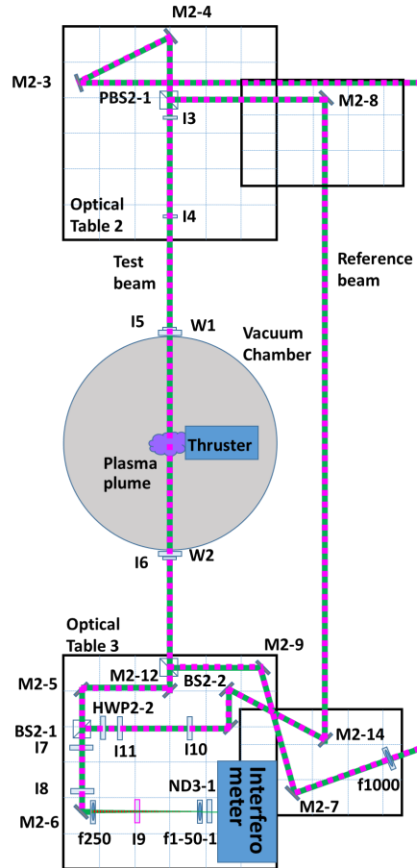 M2-4
M2-3
PBS2-1
M2-8
I3
Optical
Table 2
I4
Test
beam
Reference
beam
I5
W1
Vacuum
Chamber
Thruster
Plasma
plume
I6
W2
Optical
Table 3
M2-9
M2-12
BS2-2
M2-5
HWP2-2
BS2-1
I7
I11
I10
M2-14
I8
ND3-1
Interfero
meter
M2-7
f1000
M2-6
f250
I9
f1-50-1